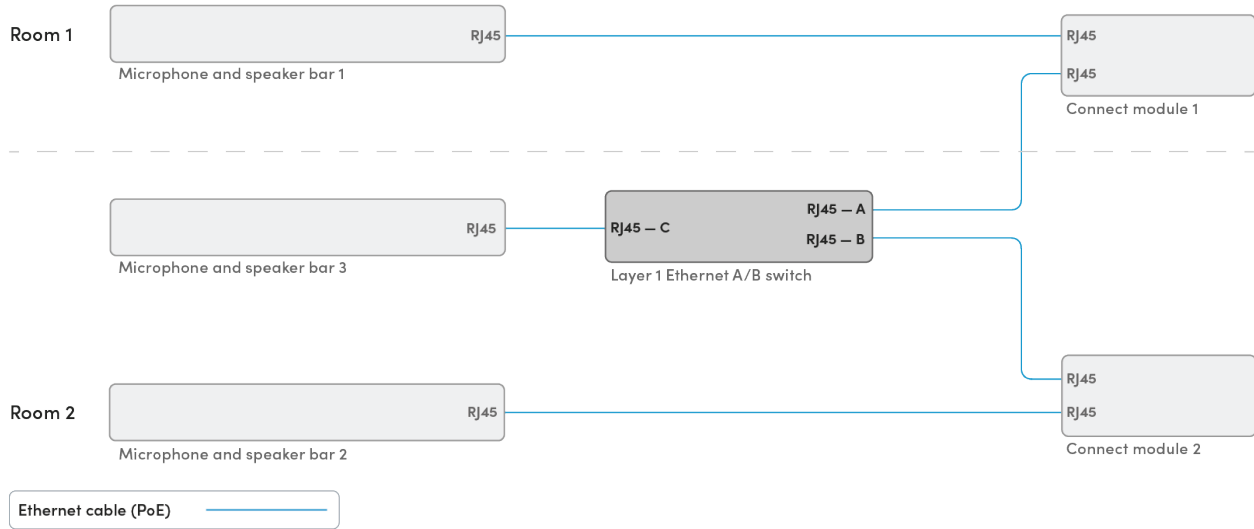 Room 1
RJ45
RJ45
Microphone and speaker bar 1
RJ45
Connect module 1
RJ45
RJ45 – C
RJ45 – A
RJ45 – B
Microphone and speaker bar 3
Layer 1 Ethernet A/B switch
RJ45
Room 2
RJ45
RJ45
Microphone and speaker bar 2
Connect module 2
Ethernet cable (PoE)